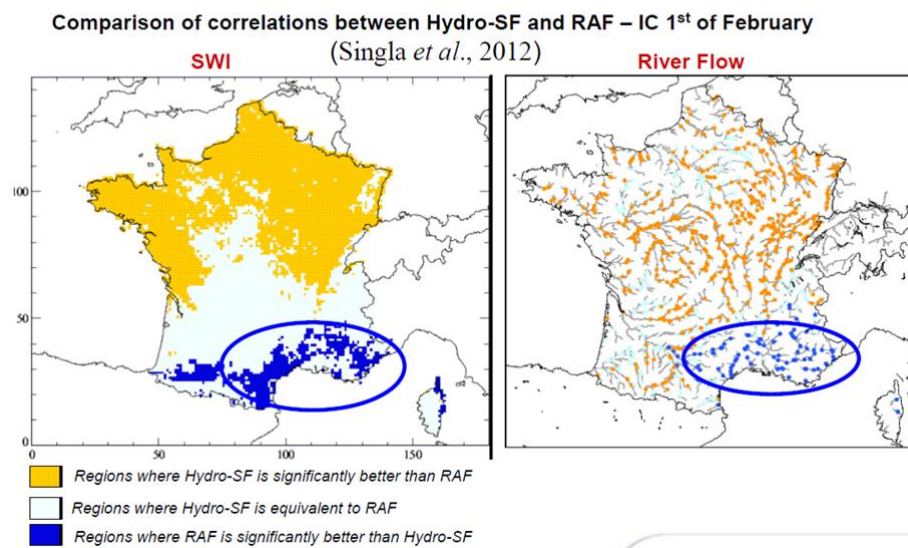 Comparison of correlations between Hydro-SF and RAF – IC 1st of February
(Singla et al., 2012)
SWI
River Flow
100
50
0
0
50
100
150
Regions where Hydro-SF is significantly better than RAF
Regions where Hydro-SF is equivalent to RAF
Regions where RAF is significantly better than Hydro-SF